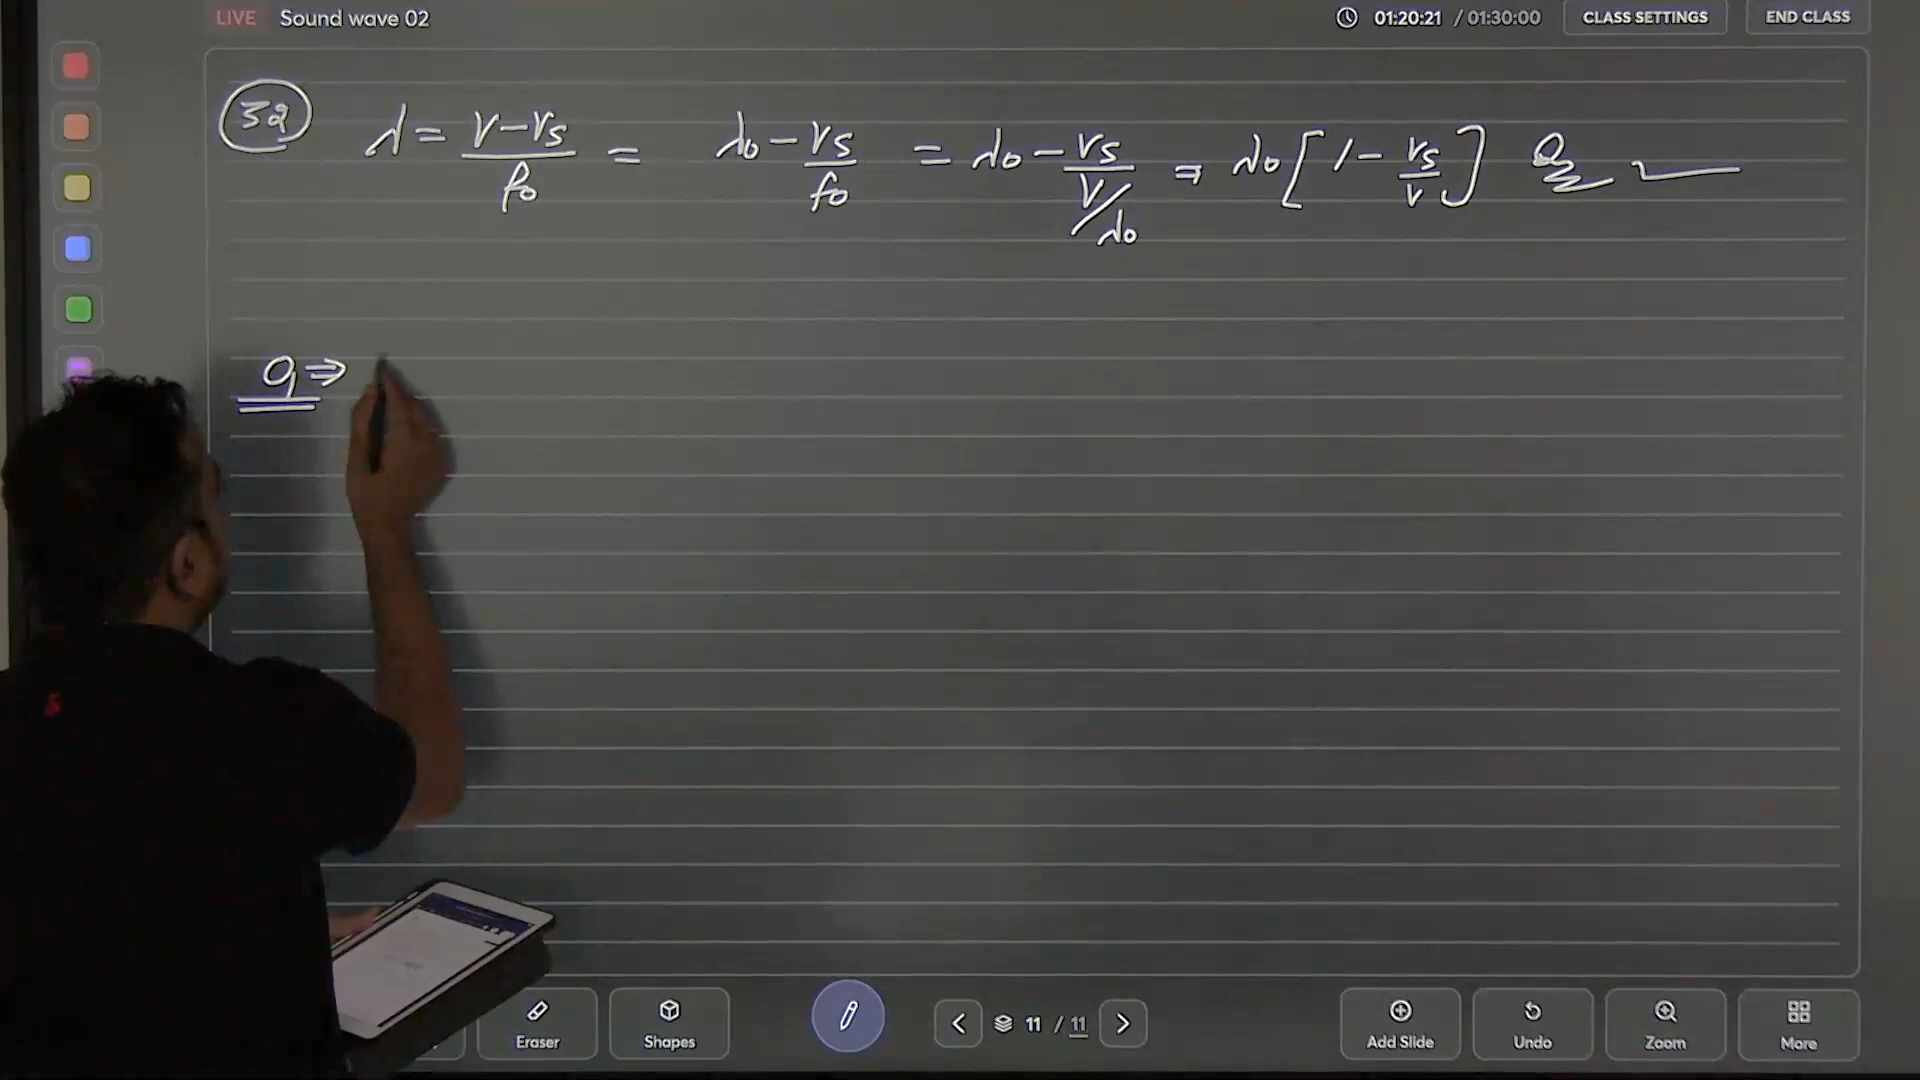 LIVE Sound wave 02 01:20:21 / 01:30:00 CLASS SETTINGS END CLASS
32 λ = (v - vs)/f0 = λ0 - vs/f0 = λ0 - vs/(v/λ0) = λ0 [1 - vs/v]
Q ⇒
Eraser Shapes 11 / 11 Add Slide Undo Zoom More